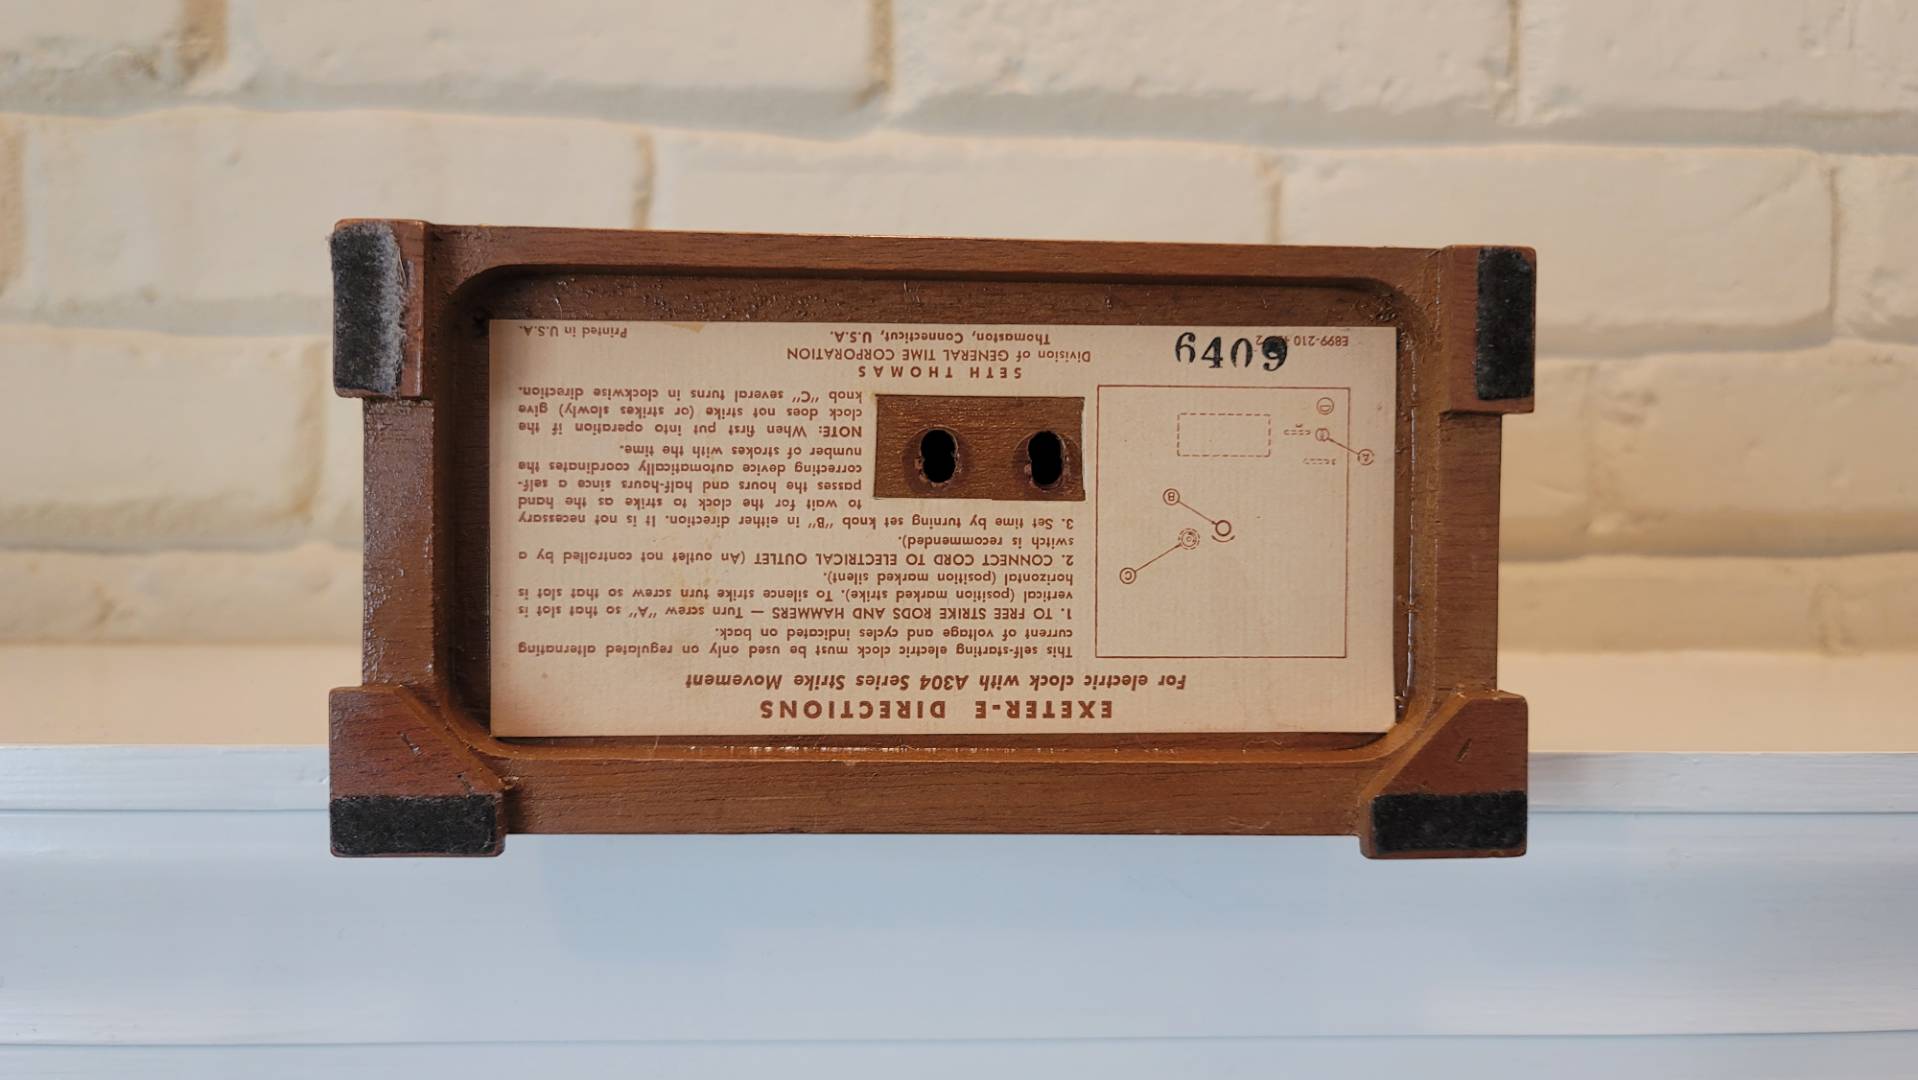 EXETER-E DIRECTIONS
For electric clock with A304 Series Strike Movement
This self-starting electric clock must be used only on regulated alternating
current of voltage and cycles indicated on back.
1. TO FREE STRIKE RODS AND HAMMERS — Turn screw "A" so that slot is
vertical (position marked strike). To silence strike turn screw so that slot is
horizontal (position marked silent).
2. CONNECT CORD TO ELECTRICAL OUTLET (An outlet not controlled by a
switch is recommended).
3. Set time by turning set knob "B" in either direction. It is not necessary
to wait for the clock to strike as the hand
passes the hours and half-hours since a self-
correcting device automatically coordinates the
number of strokes with the time.
NOTE: When first put into operation if the
clock does not strike (or strikes slowly) give
knob "C" several turns in clockwise direction.
C
B
A
SETH THOMAS
Division of GENERAL TIME CORPORATION
Thomaston, Connecticut, U.S.A.
E899-210
6409
Printed in U.S.A.